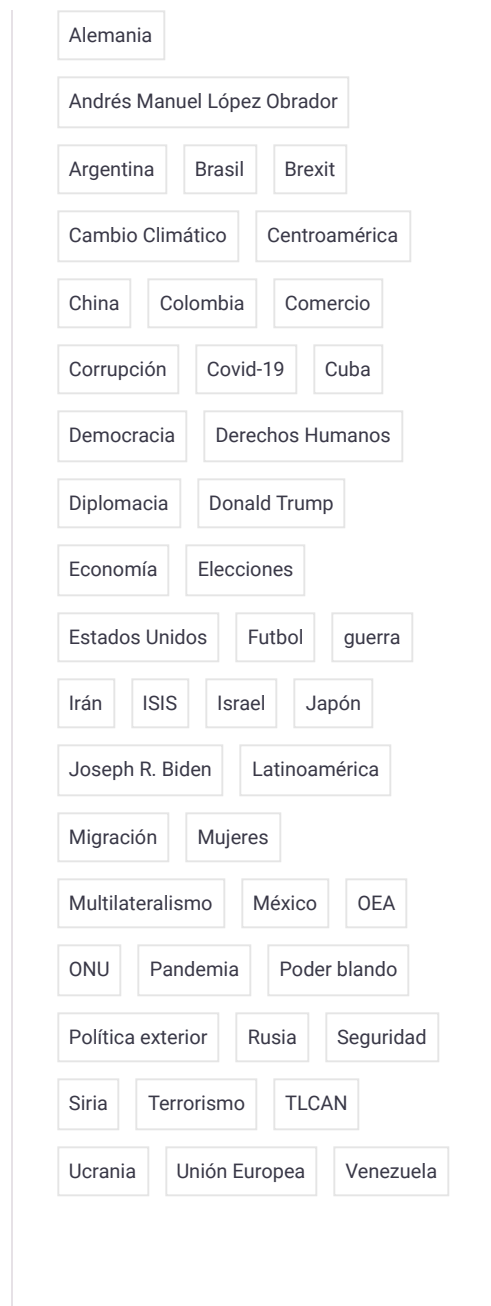 Alemania
Andrés Manuel López Obrador
Argentina Brasil Brexit
Cambio Climático Centroamérica
China Colombia Comercio
Corrupción Covid-19 Cuba
Democracia Derechos Humanos
Diplomacia Donald Trump
Economía Elecciones
Estados Unidos Futbol guerra
Irán ISIS Israel Japón
Joseph R. Biden Latinoamérica
Migración Mujeres
Multilateralismo México OEA
ONU Pandemia Poder blando
Política exterior Rusia Seguridad
Siria Terrorismo TLCAN
Ucrania Unión Europea Venezuela